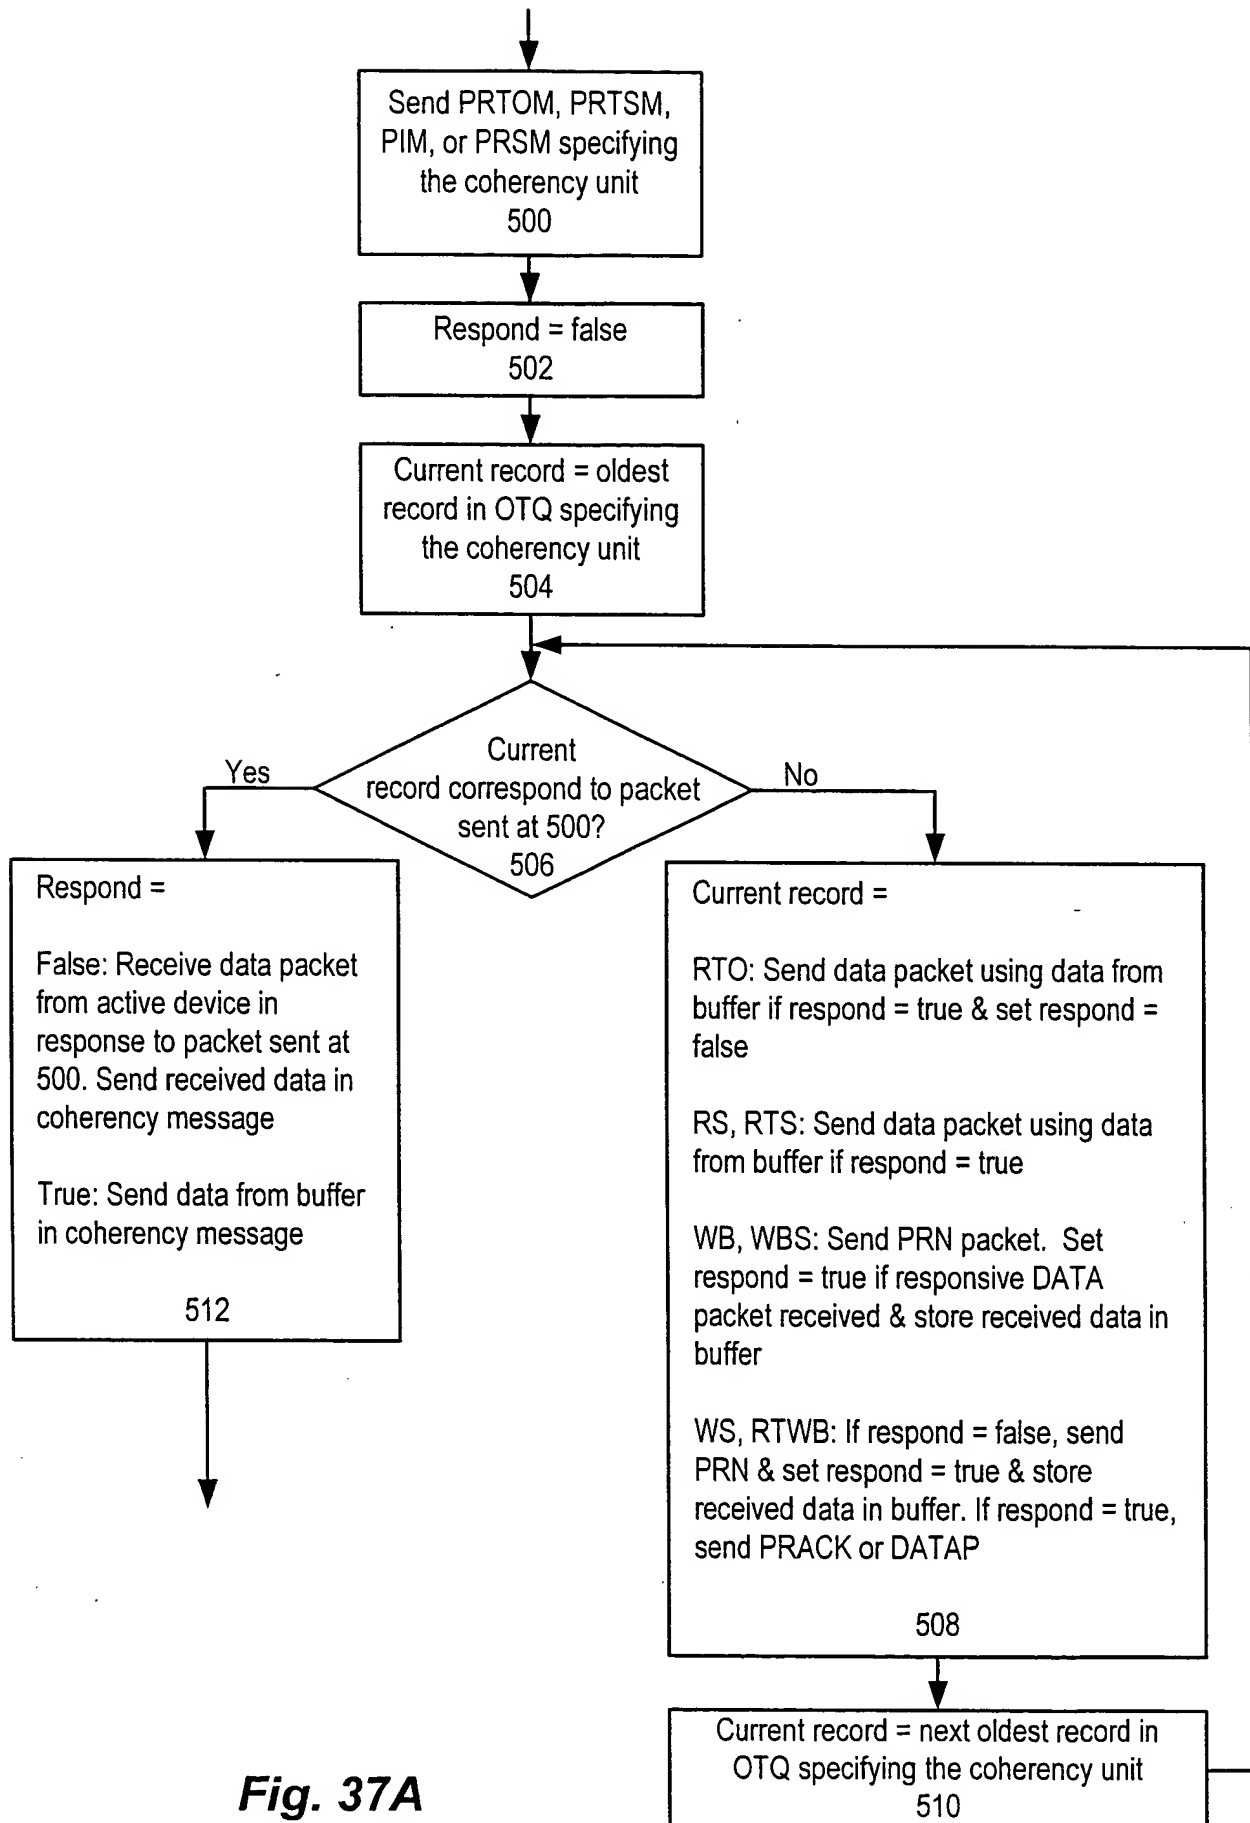 Send PRTOM, PRTSM,
PIM, or PRSM specifying
the coherency unit
500
Respond = false
502
Current record = oldest
record in OTQ specifying
the coherency unit
504
Current
record correspond to packet
sent at 500?
506
Yes
No
Respond =
False: Receive data packet
from active device in
response to packet sent at
500. Send received data in
coherency message
True: Send data from buffer
in coherency message
512
Current record =
RTO: Send data packet using data from
buffer if respond = true & set respond =
false
RS, RTS: Send data packet using data
from buffer if respond = true
WB, WBS: Send PRN packet. Set
respond = true if responsive DATA
packet received & store received data in
buffer
WS, RTWB: If respond = false, send
PRN & set respond = true & store
received data in buffer. If respond = true,
send PRACK or DATAP
508
Current record = next oldest record in
OTQ specifying the coherency unit
510
Fig. 37A